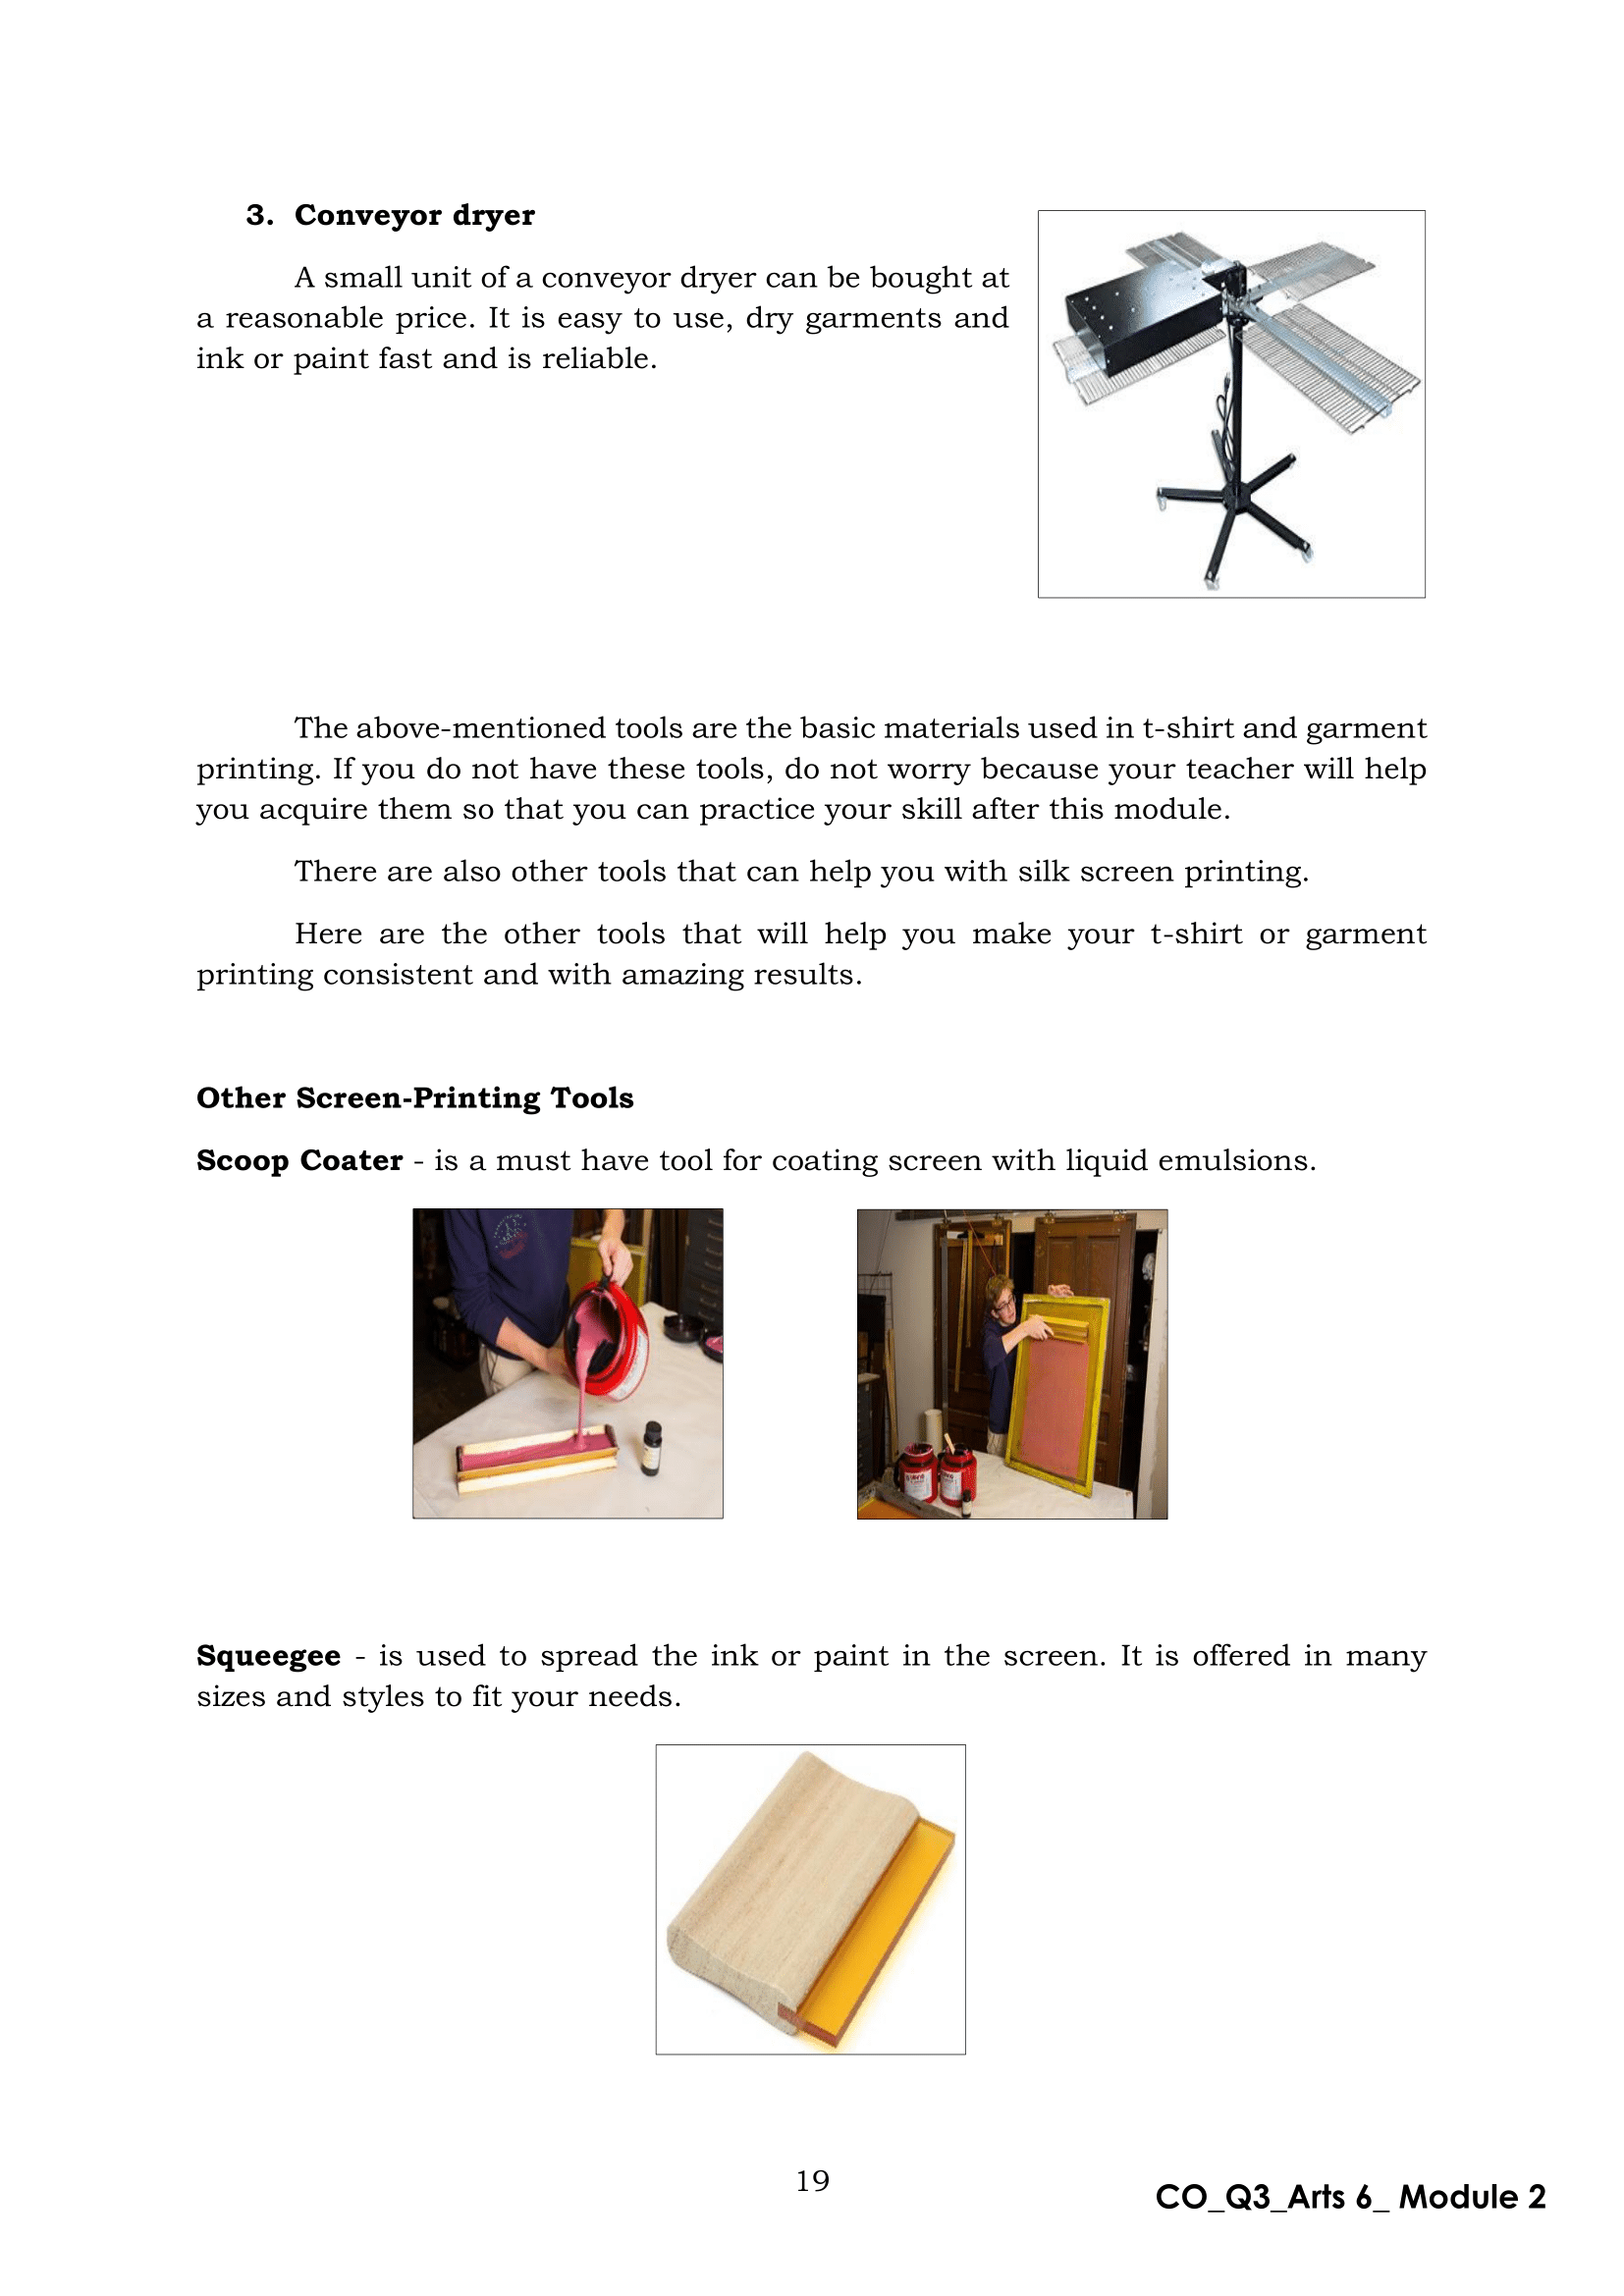 3. Conveyor dryer
A small unit of a conveyor dryer can be bought at
a reasonable price. It is easy to use, dry garments and
ink or paint fast and is reliable.
The above-mentioned tools are the basic materials used in t-shirt and garment
printing. If you do not have these tools, do not worry because your teacher will help
you acquire them so that you can practice your skill after this module.
There are also other tools that can help you with silk screen printing.
Here are the other tools that will help you make your t-shirt or garment
printing consistent and with amazing results.
Other Screen-Printing Tools
Scoop Coater - is a must have tool for coating screen with liquid emulsions.
Squeegee - is used to spread the ink or paint in the screen. It is offered in many
sizes and styles to fit your needs.
19
CO_Q3_Arts 6_ Module 2